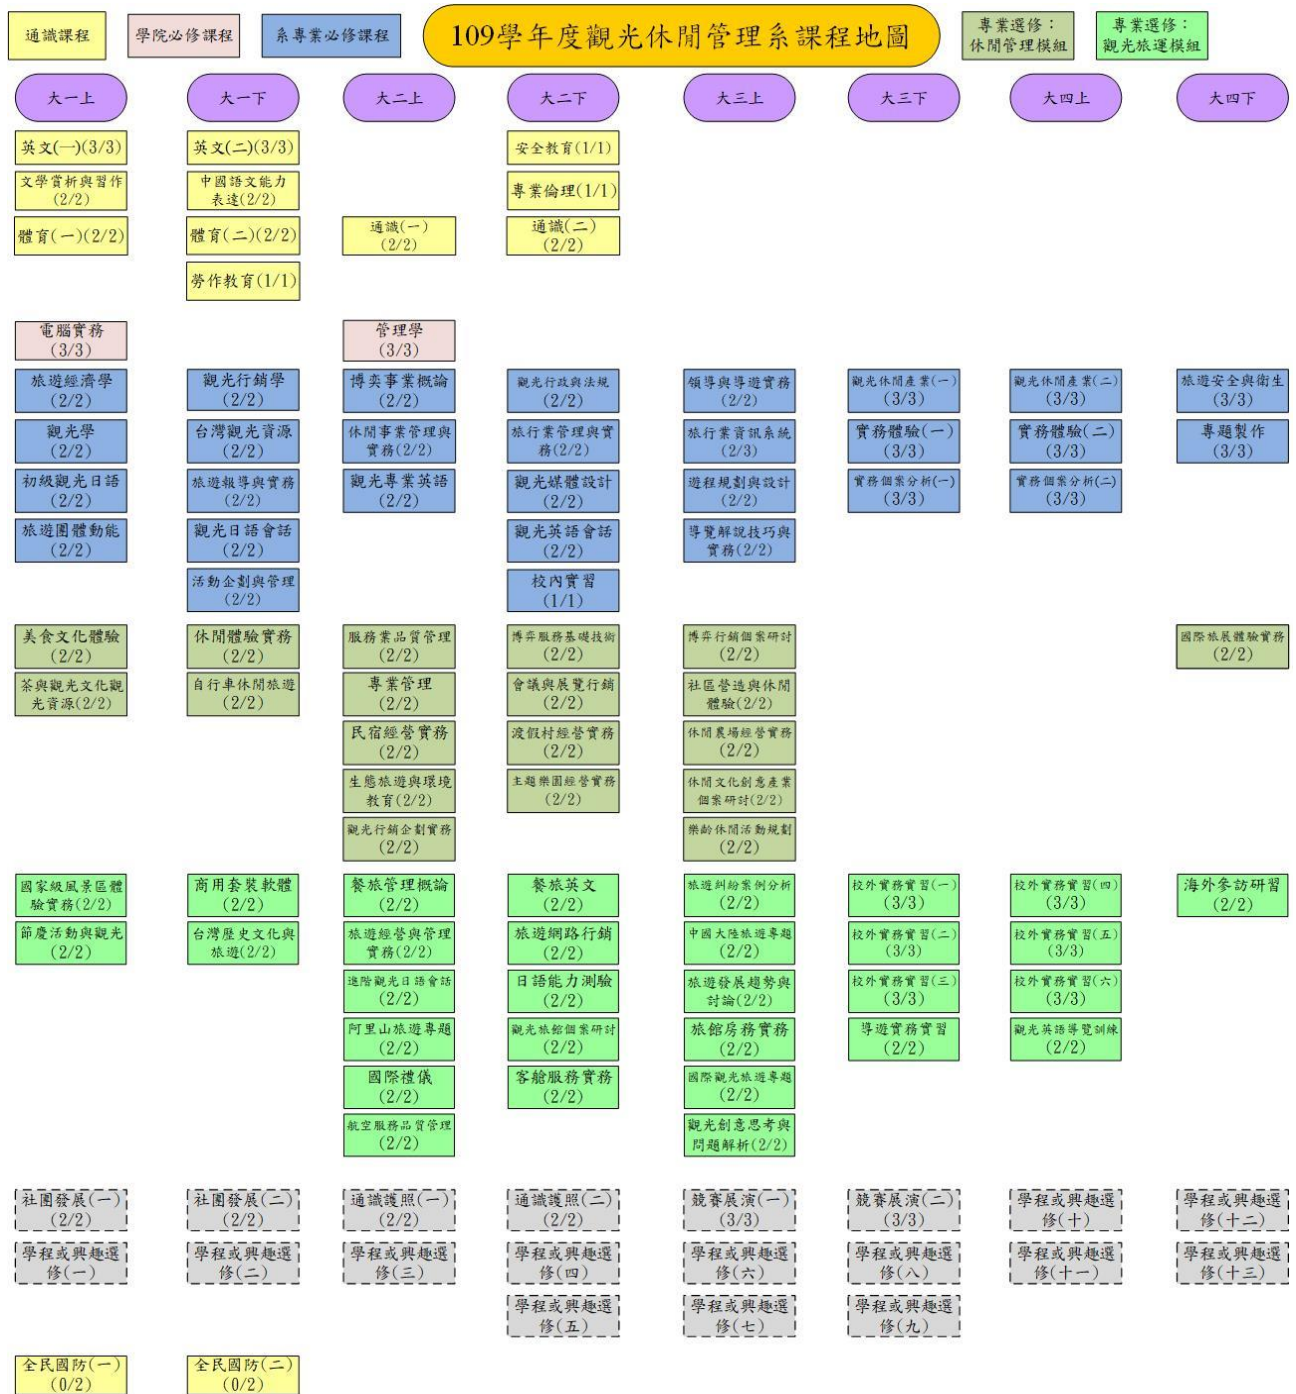 通識課程
學院必修課程
系專業必修課程
109學年度觀光休閒管理系課程地圖
專業選修：
休閒管理模組
專業選修：
觀光旅運模組
大一上
大一下
大二上
大二下
大三上
大三下
大四上
大四下
英文(一)(3/3)
英文(二)(3/3)
安全教育(1/1)
文學賞析與習作
(2/2)
中國語文能力
表達(2/2)
專業倫理(1/1)
體育(一)(2/2)
體育(二)(2/2)
通識(一)
(2/2)
通識(二)
(2/2)
勞作教育(1/1)
電腦實務
(3/3)
管理學
(3/3)
旅遊經濟學
(2/2)
觀光行銷學
(2/2)
博奕事業概論
(2/2)
觀光行政與法規
(2/2)
領導與導遊實務
(2/2)
觀光休閒產業(一)
(3/3)
觀光休閒產業(二)
(3/3)
旅遊安全與衛生
(3/3)
觀光學
(2/2)
台灣觀光資源
(2/2)
休閒事業管理與
實務(2/2)
旅行業管理與實
務(2/2)
旅行業資訊系統
(2/3)
實務體驗(一)
(3/3)
實務體驗(二)
(3/3)
專題製作
(3/3)
初級觀光日語
(2/2)
旅遊報導與實務
(2/2)
觀光專業英語
(2/2)
觀光媒體設計
(2/2)
遊程規劃與設計
(2/2)
實務個案分析(一)
(3/3)
實務個案分析(二)
(3/3)
旅遊團體動能
(2/2)
觀光日語會話
(2/2)
觀光英語會話
(2/2)
導覽解說技巧與
實務(2/2)
活動企劃與管理
(2/2)
校內實習
(1/1)
美食文化體驗
(2/2)
休閒體驗實務
(2/2)
服務業品質管理
(2/2)
博弈服務基礎技術
(2/2)
博弈行銷個案研討
(2/2)
國際旅展體驗實務
(2/2)
茶與觀光文化觀
光資源(2/2)
自行車休閒旅遊
(2/2)
專業管理
(2/2)
會議與展覽行銷
(2/2)
社區營造與休閒
體驗(2/2)
民宿經營實務
(2/2)
渡假村經營實務
(2/2)
休閒農場經營實務
(2/2)
生態旅遊與環境
教育(2/2)
主題樂園經營實務
(2/2)
休閒文化創意產業
個案研討(2/2)
觀光行銷企劃實務
(2/2)
樂齡休閒活動規劃
(2/2)
國家級風景區體
驗實務(2/2)
商用套裝軟體
(2/2)
餐旅管理概論
(2/2)
餐旅英文
(2/2)
旅遊糾紛案例分析
(2/2)
校外實務實習(一)
(3/3)
校外實務實習(四)
(3/3)
海外參訪研習
(2/2)
節慶活動與觀光
(2/2)
台灣歷史文化與
旅遊(2/2)
旅遊經營與管理
實務(2/2)
旅遊網路行銷
(2/2)
中國大陸旅遊專題
(2/2)
校外實務實習(二)
(3/3)
校外實務實習(五)
(3/3)
進階觀光日語會話
(2/2)
日語能力測驗
(2/2)
旅遊發展趨勢與
討論(2/2)
校外實務實習(三)
(3/3)
校外實務實習(六)
(3/3)
阿里山旅遊專題
(2/2)
觀光旅館個案研討
(2/2)
旅館房務實務
(2/2)
導遊實務實習
(2/2)
觀光英語導覽訓練
(2/2)
國際禮儀
(2/2)
客艙服務實務
(2/2)
國際觀光旅遊專題
(2/2)
航空服務品質管理
(2/2)
觀光創意思考與
問題解析(2/2)
社團發展(一)
(2/2)
社團發展(二)
(2/2)
通識護照(一)
(2/2)
通識護照(二)
(2/2)
競賽展演(一)
(3/3)
競賽展演(二)
(3/3)
學程或興趣選
修(十)
學程或興趣選
修(十二)
學程或興趣選
修(一)
學程或興趣選
修(二)
學程或興趣選
修(三)
學程或興趣選
修(四)
學程或興趣選
修(六)
學程或興趣選
修(八)
學程或興趣選
修(十一)
學程或興趣選
修(十三)
學程或興趣選
修(五)
學程或興趣選
修(七)
學程或興趣選
修(九)
全民國防(一)
(0/2)
全民國防(二)
(0/2)